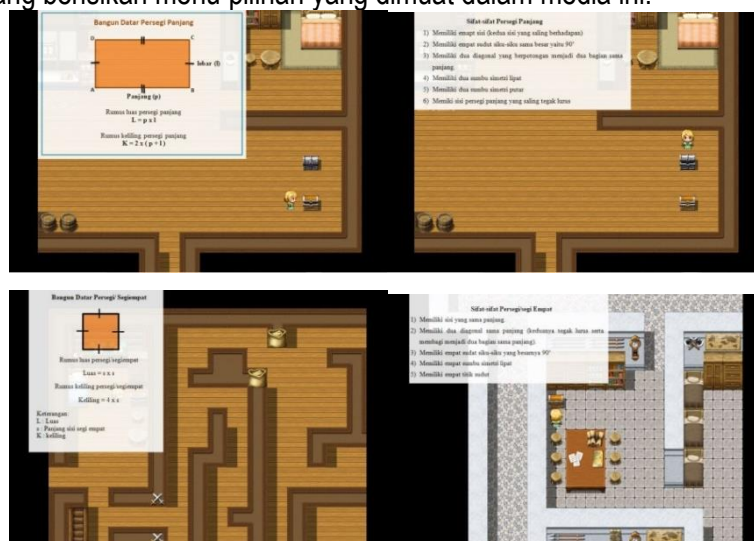 ang berisikan menu pilihan yang dimuat dalam media ini.
Bangun Datar Persegi Panjang
D C
lebar (l)
A B
Panjang (p)
Rumus luas persegi panjang
L = p x l
Rumus keliling persegi panjang
K = 2 x ( p + l )
Sifat-sifat Persegi Panjang
1) Memiliki empat sisi (kedua sisi yang saling berhadapan)
2) Memiliki empat sudut siku-siku sama besar yaitu 90°
3) Memiliki dua diagonal yang berpotongan menjadi dua bagian sama
panjang.
4) Memiliki dua sumbu simetri lipat
5) Memiliki dua sumbu simetri putar
6) Memiki sisi persegi panjang yang saling tegak lurus
Bangun Datar Persegi/ Segiempat
Rumus luas persegi/segiempat
Luas = s x s
Rumus keliling persegi/segiempat
Keliling = 4 x s
Keterangan:
L : Luas
s : Panjang sisi segi empat
K : keliling
Sifat-sifat Persegi/segi Empat
1) Memiliki sisi yang sama panjang.
2) Memiliki dua diagonal sama panjang (keduanya tegak lurus serta
membagi menjadi dua bagian sama panjang).
3) Memiliki empat sudut siku-siku yang besarnya 90°
4) Memiliki empat sumbu simetri lipat
5) Memiliki empat titik sudut